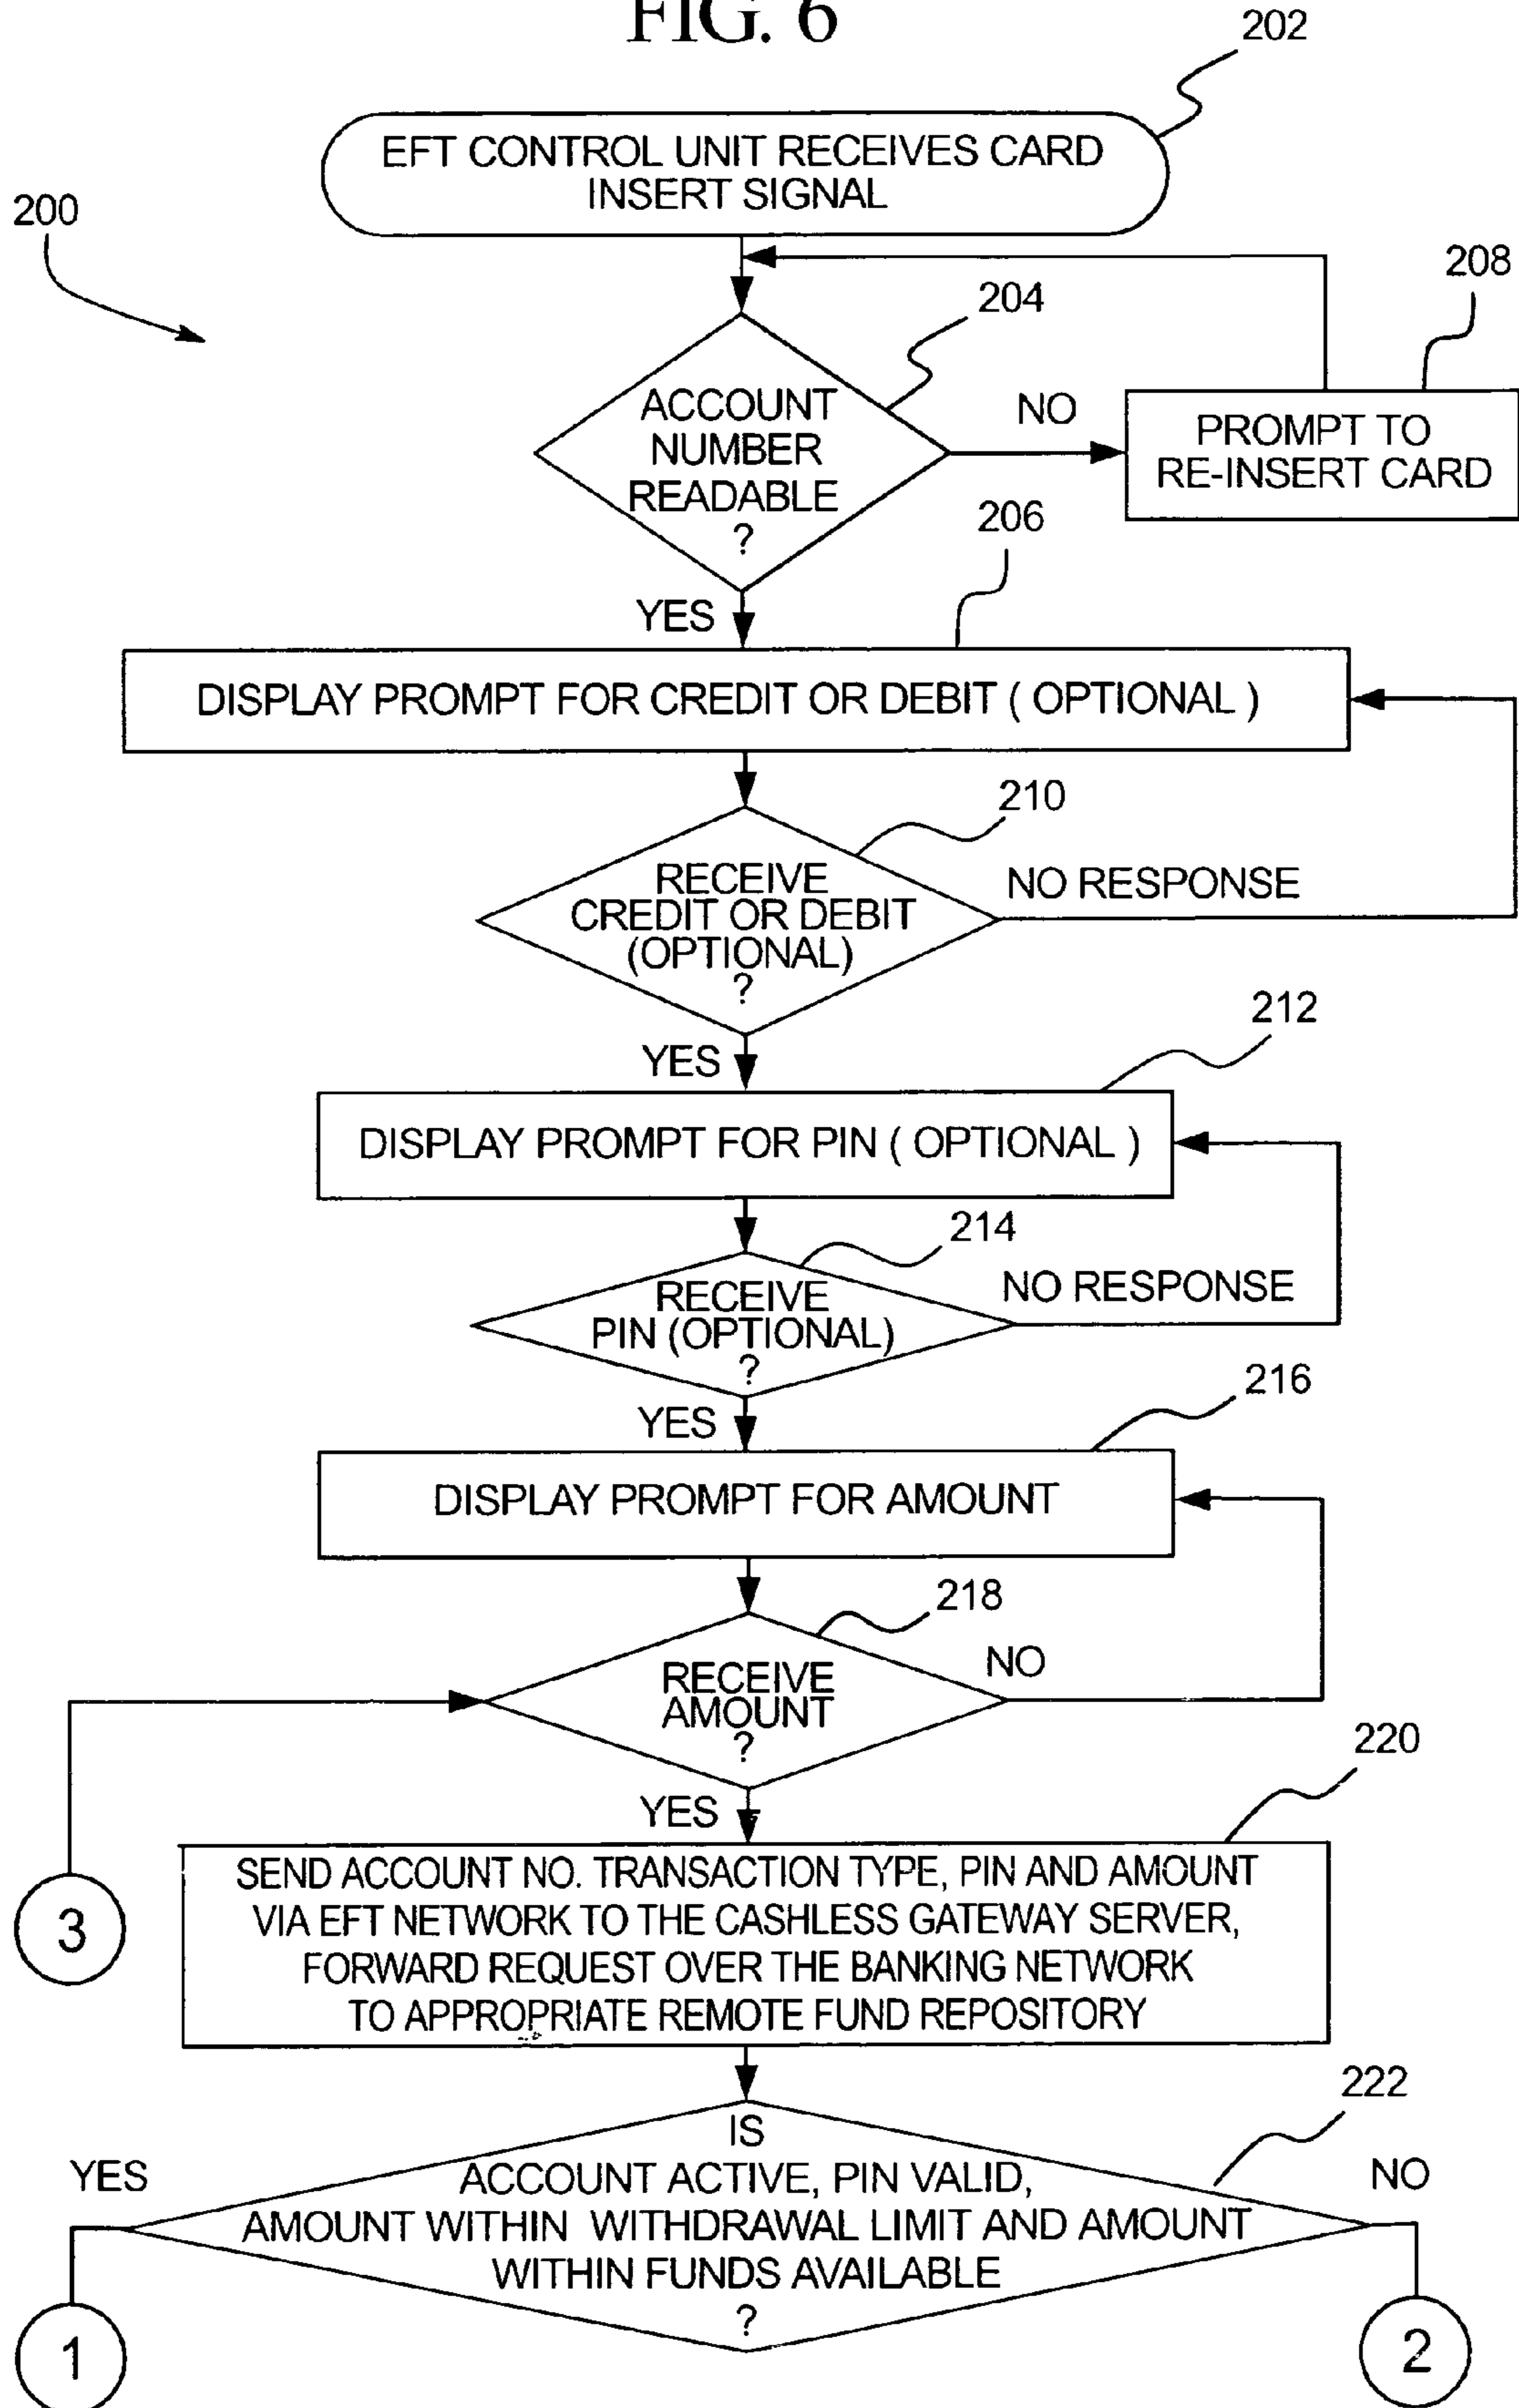 FIG. 6
202
EFT CONTROL UNIT RECEIVES CARD
INSERT SIGNAL
200
208
204
ACCOUNT
NUMBER
READABLE
?
NO
PROMPT TO
RE-INSERT CARD
206
YES
DISPLAY PROMPT FOR CREDIT OR DEBIT ( OPTIONAL )
210
RECEIVE
CREDIT OR DEBIT
(OPTIONAL)
?
NO RESPONSE
212
YES
DISPLAY PROMPT FOR PIN ( OPTIONAL )
214
RECEIVE
PIN (OPTIONAL)
?
NO RESPONSE
216
YES
DISPLAY PROMPT FOR AMOUNT
218
RECEIVE
AMOUNT
?
NO
220
YES
3
SEND ACCOUNT NO. TRANSACTION TYPE, PIN AND AMOUNT
VIA EFT NETWORK TO THE CASHLESS GATEWAY SERVER,
FORWARD REQUEST OVER THE BANKING NETWORK
TO APPROPRIATE REMOTE FUND REPOSITORY
222
IS
ACCOUNT ACTIVE, PIN VALID,
AMOUNT WITHIN WITHDRAWAL LIMIT AND AMOUNT
WITHIN FUNDS AVAILABLE
?
YES
NO
1
2